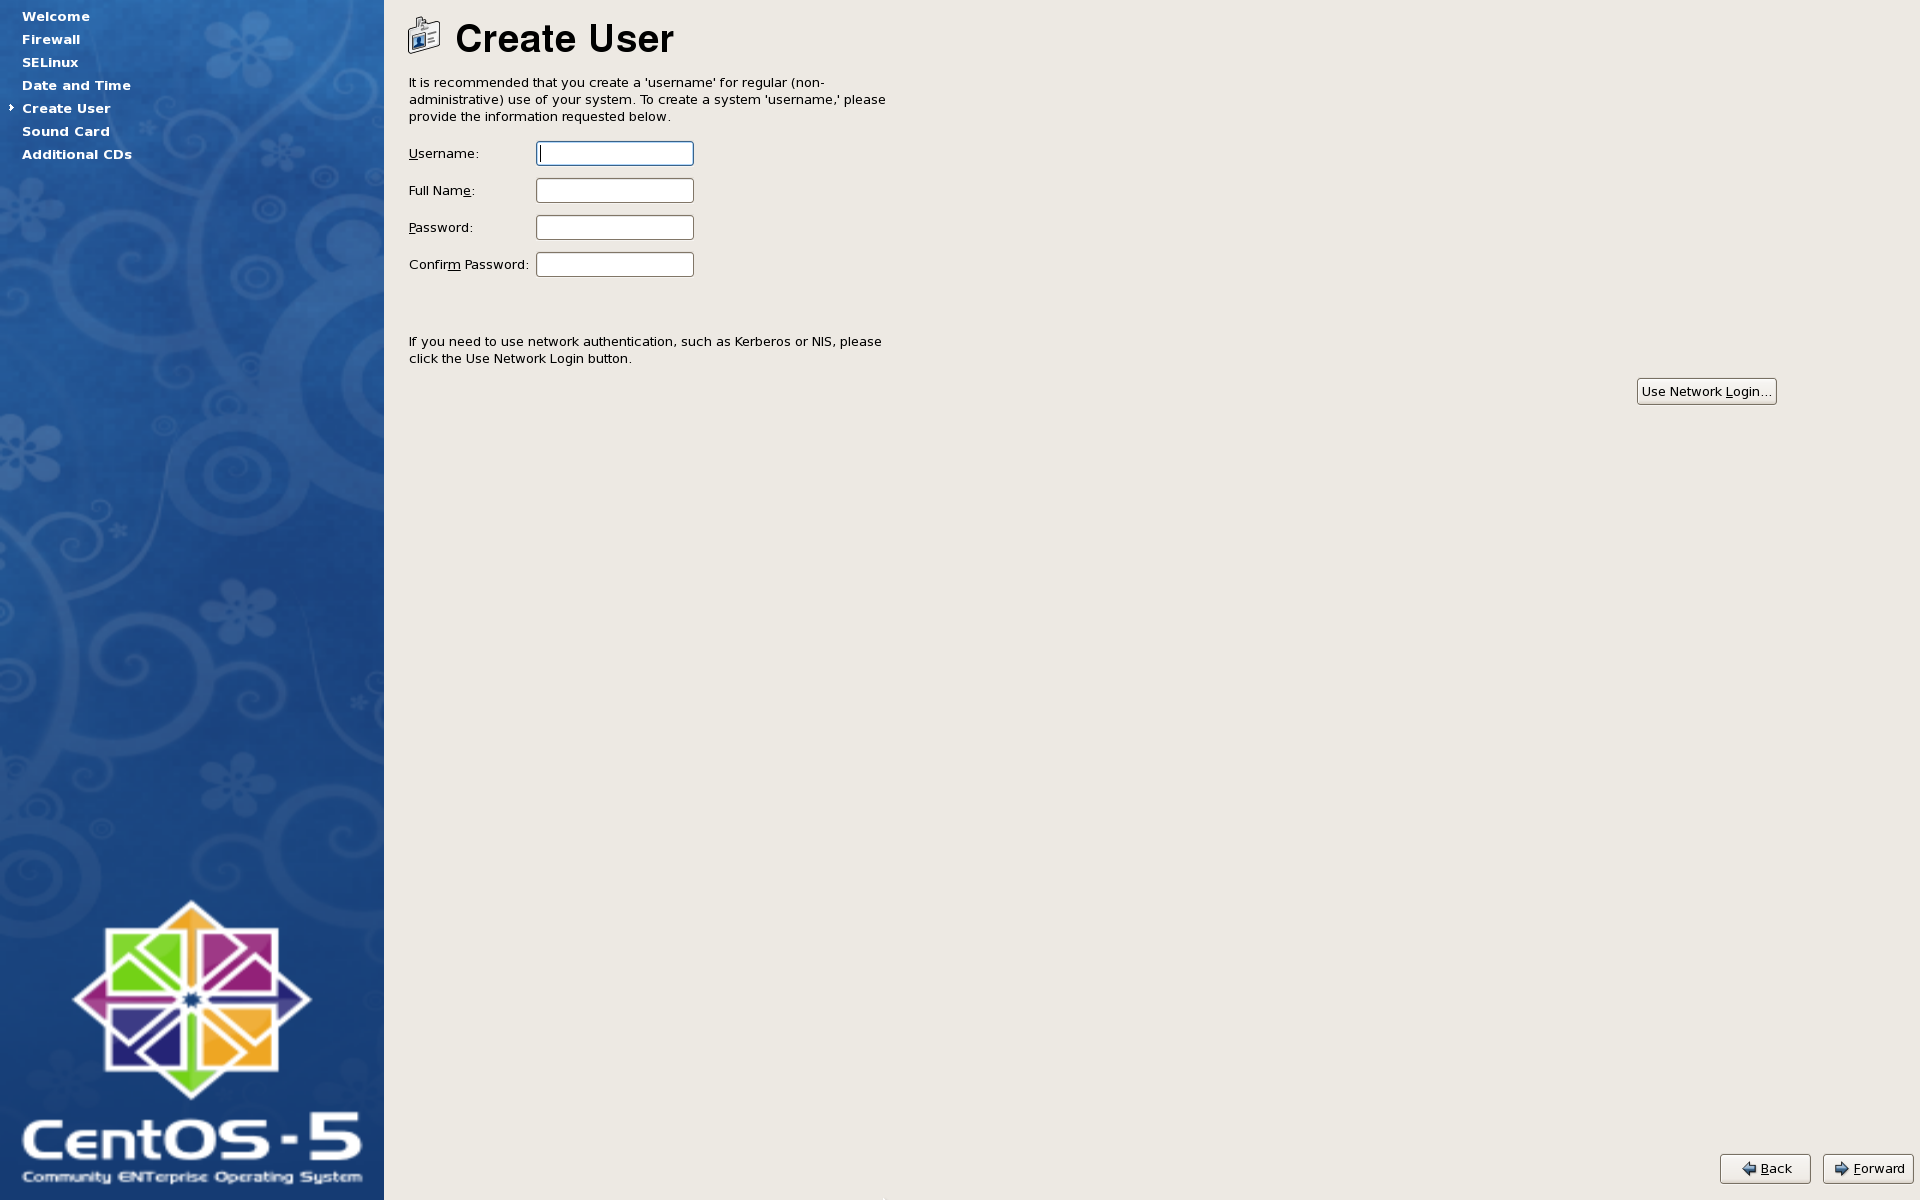 Welcome
Firewall
SELinux
Date and Time
Create User
Sound Card
Additional CDs
Create User
It is recommended that you create a 'username' for regular (non-
administrative) use of your system. To create a system 'username,' please
provide the information requested below.
Username:
Full Name:
Password:
Confirm Password:
If you need to use network authentication, such as Kerberos or NIS, please
click the Use Network Login button.
Use Network Login...
CentOS-5
Community ENTerprise Operating System
Back
Forward